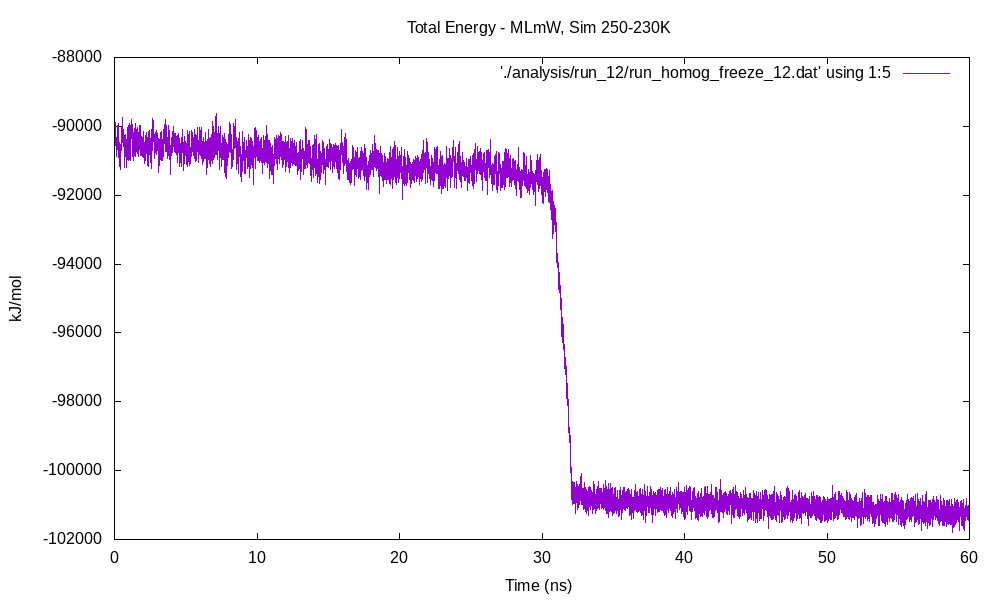 Total Energy - MLmW, Sim 250-230K
'./analysis/run_12/run_homog_freeze_12.dat' using 1:5
kJ/mol
-88000
-90000
-92000
-94000
-96000
-98000
-100000
-102000
0 10 20 30 40 50 60
Time (ns)